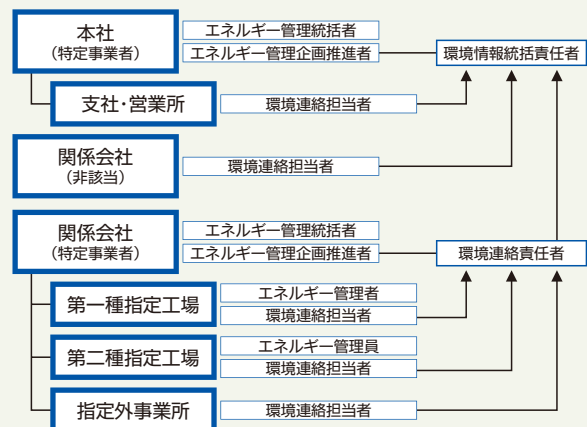 本社
(特定事業者)
エネルギー管理統括者
エネルギー管理企画推進者
環境情報統括責任者
支社・営業所
環境連絡担当者
関係会社
(非該当)
環境連絡担当者
関係会社
(特定事業者)
エネルギー管理統括者
エネルギー管理企画推進者
環境連絡責任者
第一種指定工場
エネルギー管理者
環境連絡担当者
第二種指定工場
エネルギー管理員
環境連絡担当者
指定外事業所
環境連絡担当者